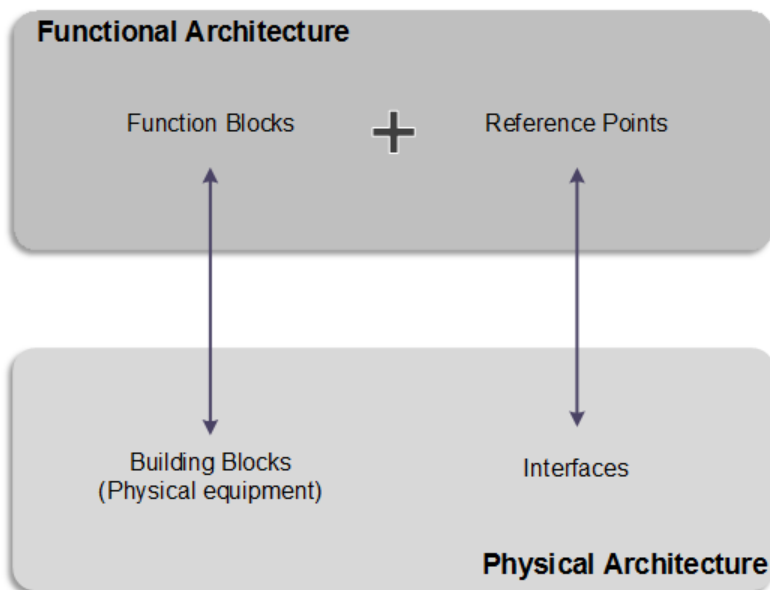 Functional Architecture
Function Blocks + Reference Points
Building Blocks
(Physical equipment)
Interfaces
Physical Architecture